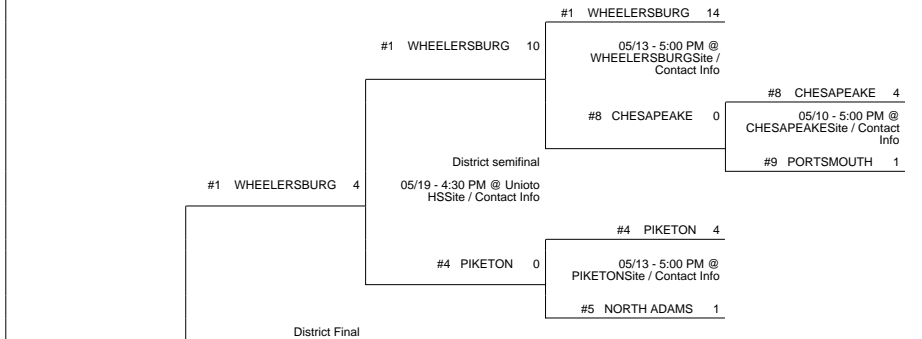 #1 WHEELERSBURG 14
#1 WHEELERSBURG 10
05/13 - 5:00 PM @
WHEELERSBURGSite /
Contact Info
#8 CHESAPEAKE 4
#8 CHESAPEAKE 0
05/10 - 5:00 PM @
CHESAPEAKESite / Contact
Info
District semifinal
#9 PORTSMOUTH 1
#1 WHEELERSBURG 4
05/19 - 4:30 PM @ Unioto
HSSite / Contact Info
#4 PIKETON 4
#4 PIKETON 0
05/13 - 5:00 PM @
PIKETONSite / Contact Info
#5 NORTH ADAMS 1
District Final